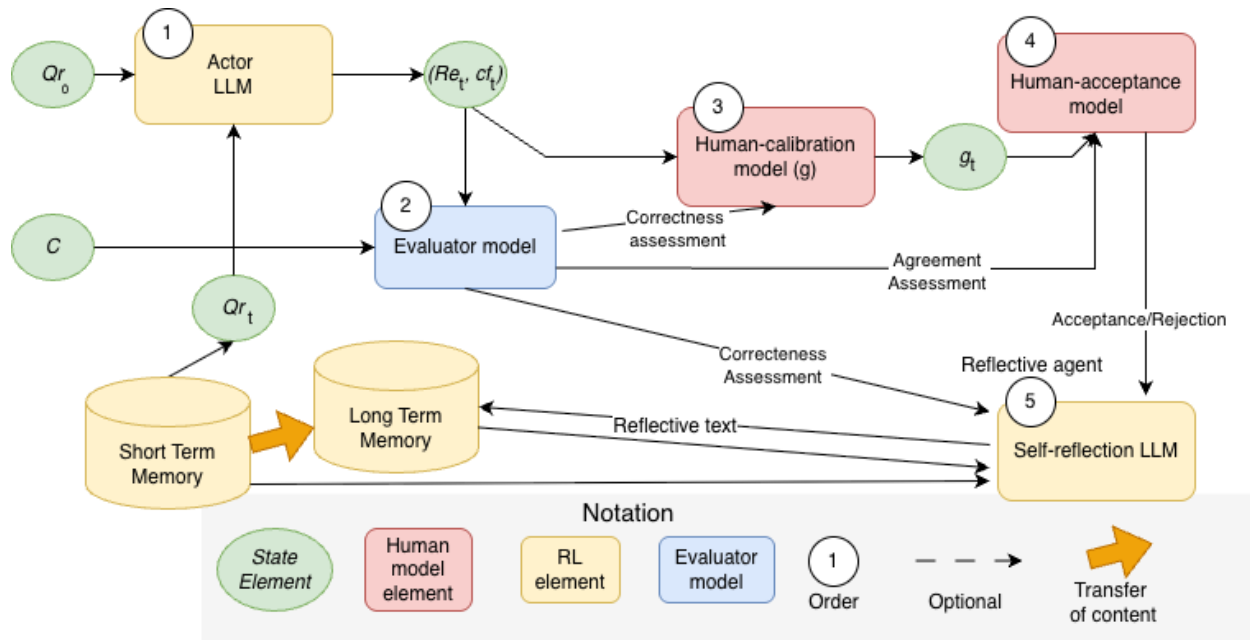 1
Actor
LLM
Qr₀
(Reₜ, cfₜ)
4
Human-acceptance
model
3
Human-calibration
model (g)
gₜ
2
Evaluator model
Correctness
assessment
C
Agreement
Assessment
Qr ₜ
Acceptance/Rejection
Correcteness
Assessment
Reflective agent
5
Self-reflection LLM
Long Term
Memory
Reflective text
Short Term
Memory
Notation
State
Element
Human
model
element
RL
element
Evaluator
model
1
Order
Optional
Transfer
of content